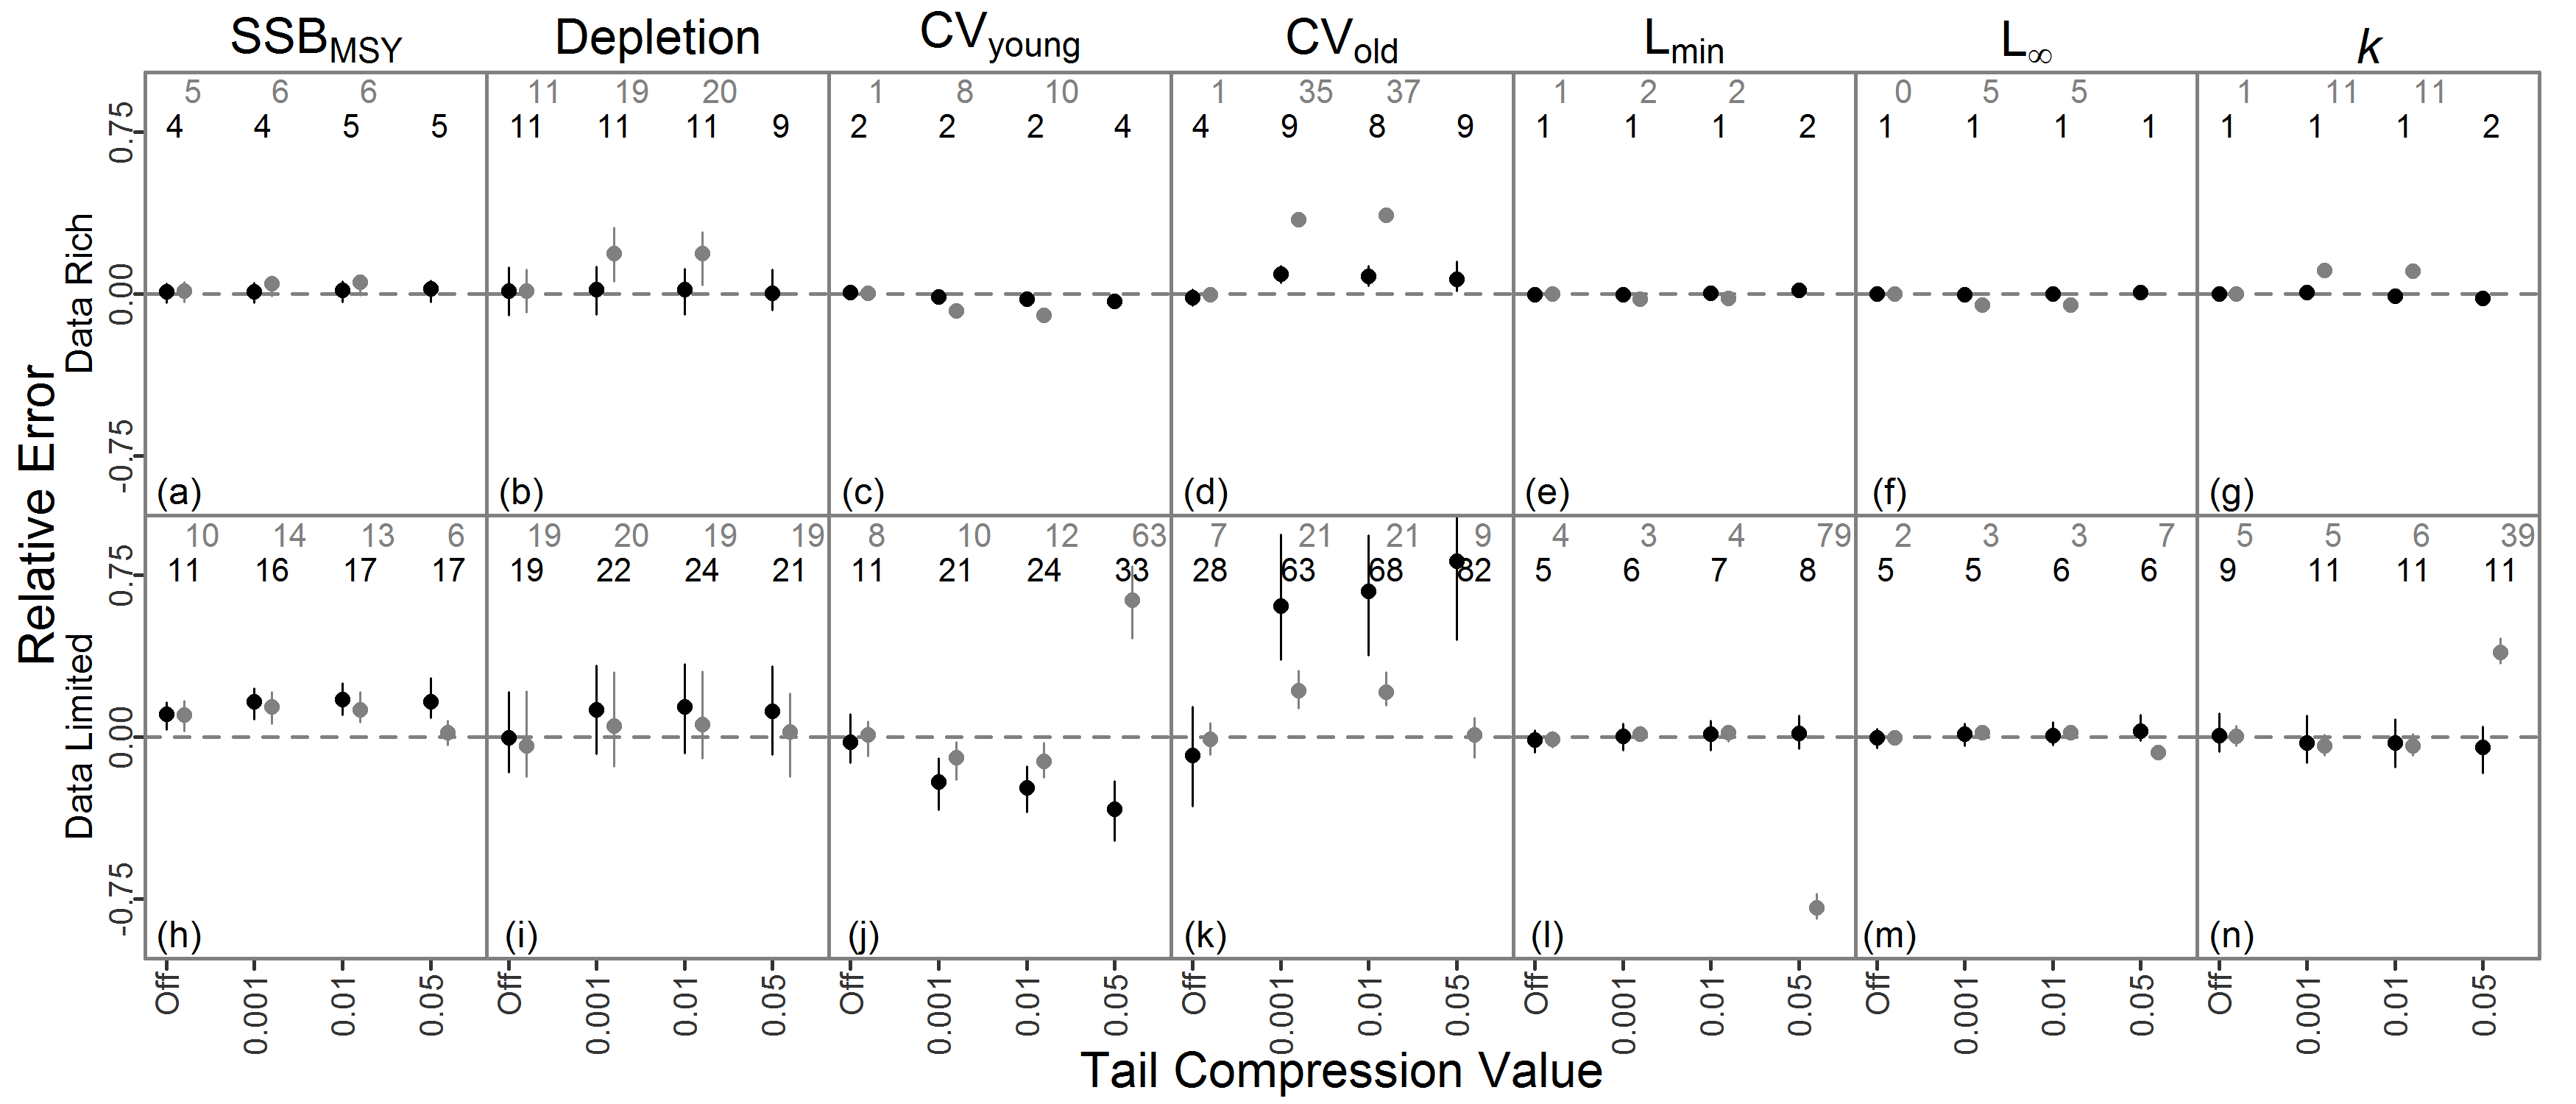 SSB MSY Depletion CV young CV old L min L ∞ k
5 6 6 11 19 20 1 8 10 1 35 37 1 2 2 0 5 5 1 11 11
4 4 5 5 11 11 11 9 2 2 2 4 4 9 8 9 1 1 1 2 1 1 1 1 1 1 1 2
0.75
0.00
-0.75
Data Rich
(a) (b) (c) (d) (e) (f) (g)
Relative Error
10 14 13 6 19 20 19 19 8 10 12 63 7 21 21 9 4 3 4 79 2 3 3 7 5 5 6 39
11 16 17 17 19 22 24 21 11 21 24 33 28 63 68 82 5 6 7 8 5 5 6 6 9 11 11 11
0.75
0.00
-0.75
Data Limited
(h) (i) (j) (k) (l) (m) (n)
Off 0.001 0.01 0.05 Off 0.001 0.01 0.05 Off 0.001 0.01 0.05 Off 0.001 0.01 0.05 Off 0.001 0.01 0.05 Off 0.001 0.01 0.05 Off 0.001 0.01 0.05
Tail Compression Value